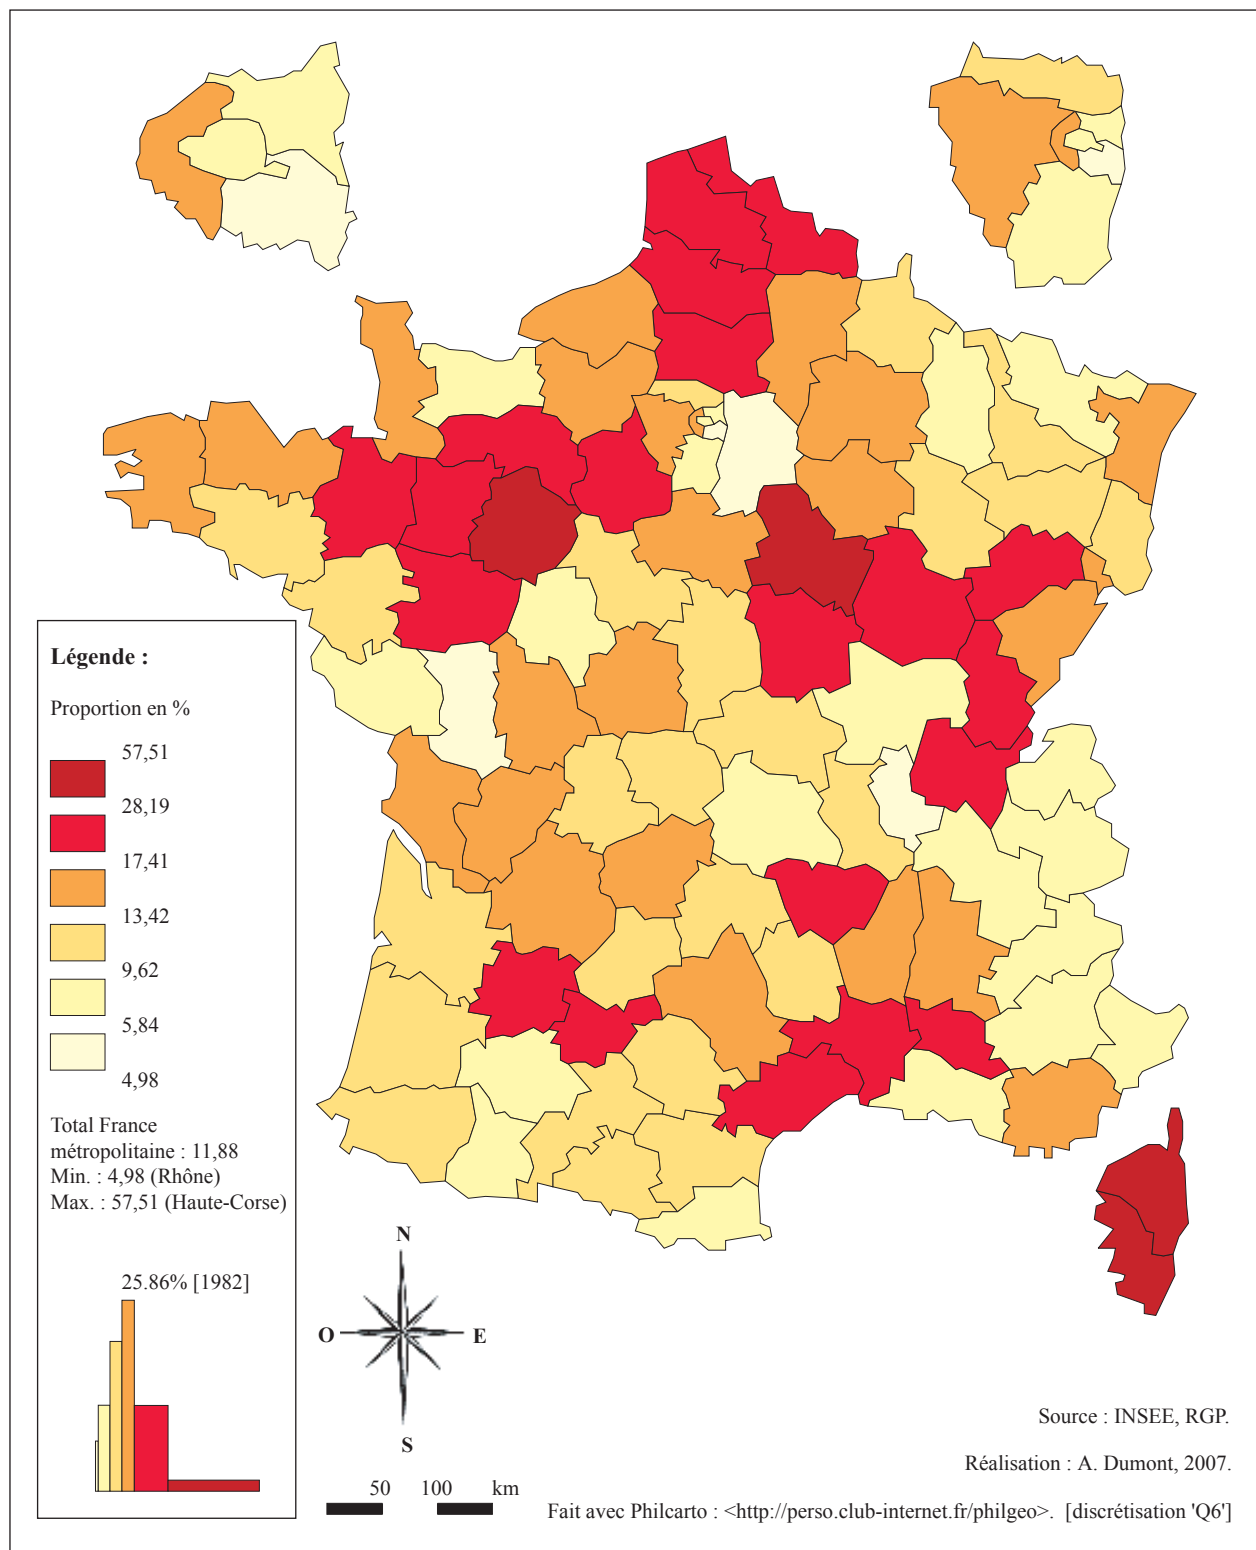 Légende :
Proportion en %
57,51
28,19
17,41
13,42
9,62
5,84
4,98
Total France
métropolitaine : 11,88
Min. : 4,98 (Rhône)
Max. : 57,51 (Haute-Corse)
25.86% [1982]
N
O
E
S
50
100
km
Source : INSEE, RGP.
Réalisation : A. Dumont, 2007.
Fait avec Philcarto : <http://perso.club-internet.fr/philgeo>. [discrétisation 'Q6']